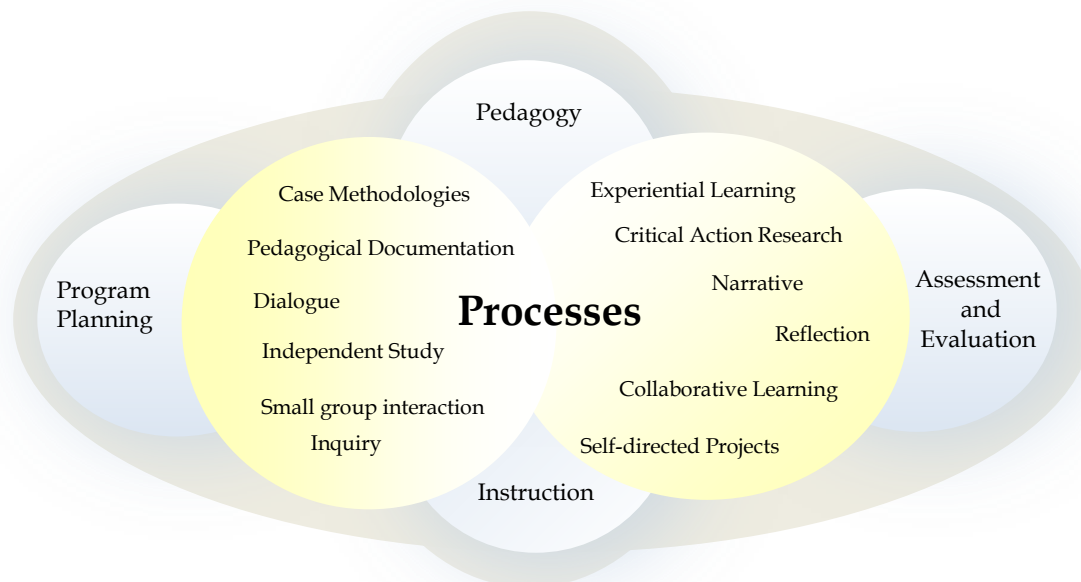 Pedagogy
Case Methodologies
Experiential Learning
Pedagogical Documentation
Critical Action Research
Program
Planning
Dialogue
Processes
Narrative
Assessment
and
Evaluation
Independent Study
Reflection
Small group interaction
Collaborative Learning
Inquiry
Self-directed Projects
Instruction